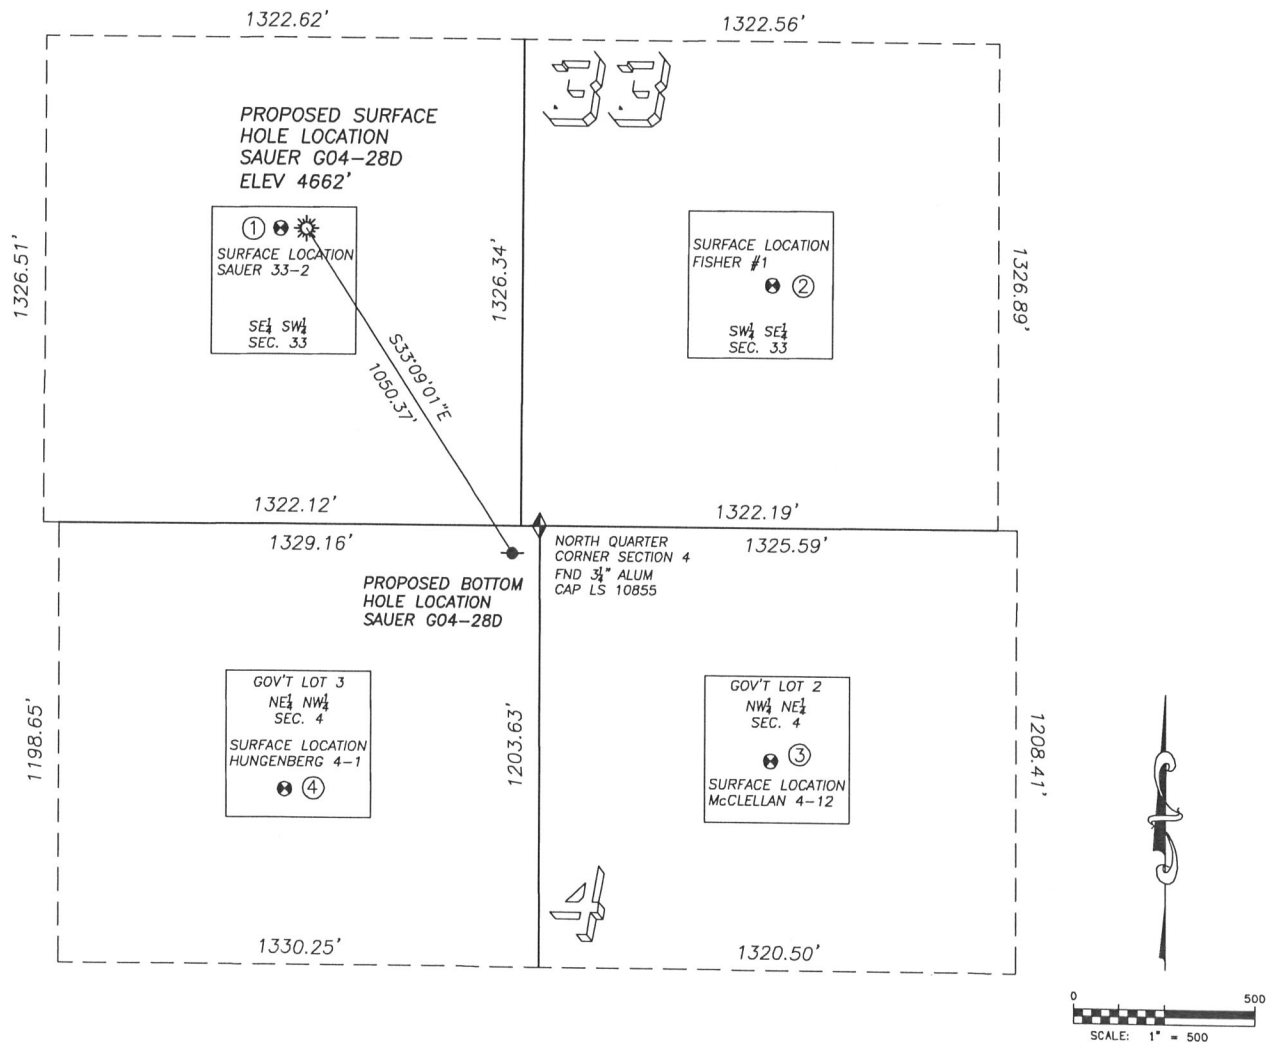 1322.62'
1322.56'
33
PROPOSED SURFACE
HOLE LOCATION
SAUER G04-28D
ELEV 4662'
1
SURFACE LOCATION
SAUER 33-2
SE¼ SW¼
SEC. 33
1326.51'
1326.34'
SURFACE LOCATION
FISHER #1
2
SW¼ SE¼
SEC. 33
1326.89'
S33°09'01"E
1050.37'
1322.12'
1322.19'
1329.16'
1325.59'
NORTH QUARTER
CORNER SECTION 4
FND 3¼" ALUM
CAP LS 10855
PROPOSED BOTTOM
HOLE LOCATION
SAUER G04-28D
GOV'T LOT 3
NE¼ NW¼
SEC. 4
SURFACE LOCATION
HUNGENBERG 4-1
4
1198.65'
1203.63'
GOV'T LOT 2
NW¼ NE¼
SEC. 4
3
SURFACE LOCATION
McCLELLAN 4-12
1208.41'
4
1330.25'
1320.50'
0 500
SCALE: 1" = 500